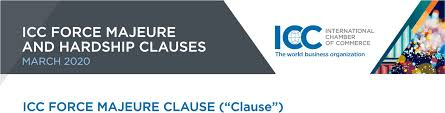 ICC FORCE MAJEURE
AND HARDSHIP CLAUSES
MARCH 2020
ICC
INTERNATIONAL
CHAMBER
OF COMMERCE
The world business organization
ICC FORCE MAJEURE CLAUSE (“Clause”)